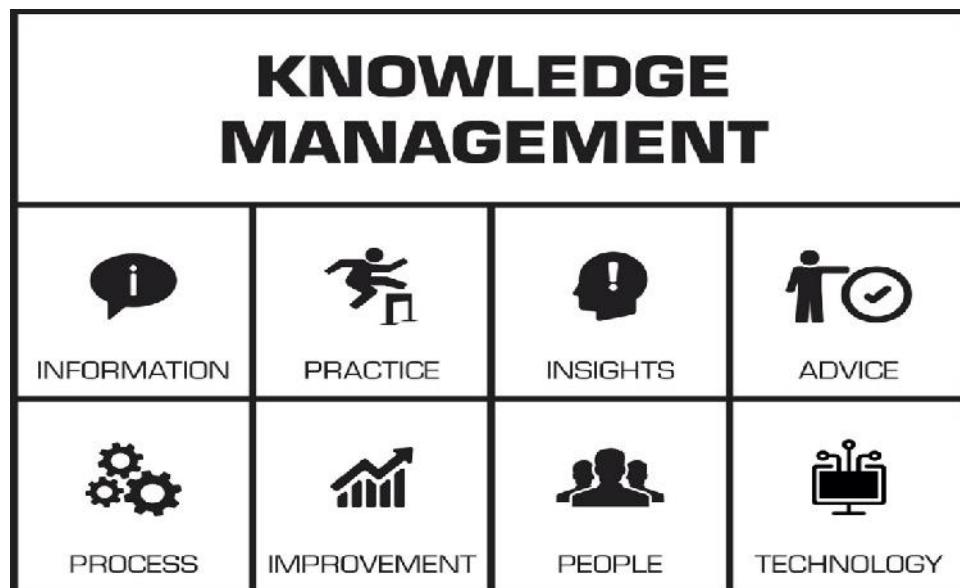 KNOWLEDGE
MANAGEMENT
i
!
INFORMATION
PRACTICE
INSIGHTS
ADVICE
PROCESS
IMPROVEMENT
PEOPLE
TECHNOLOGY